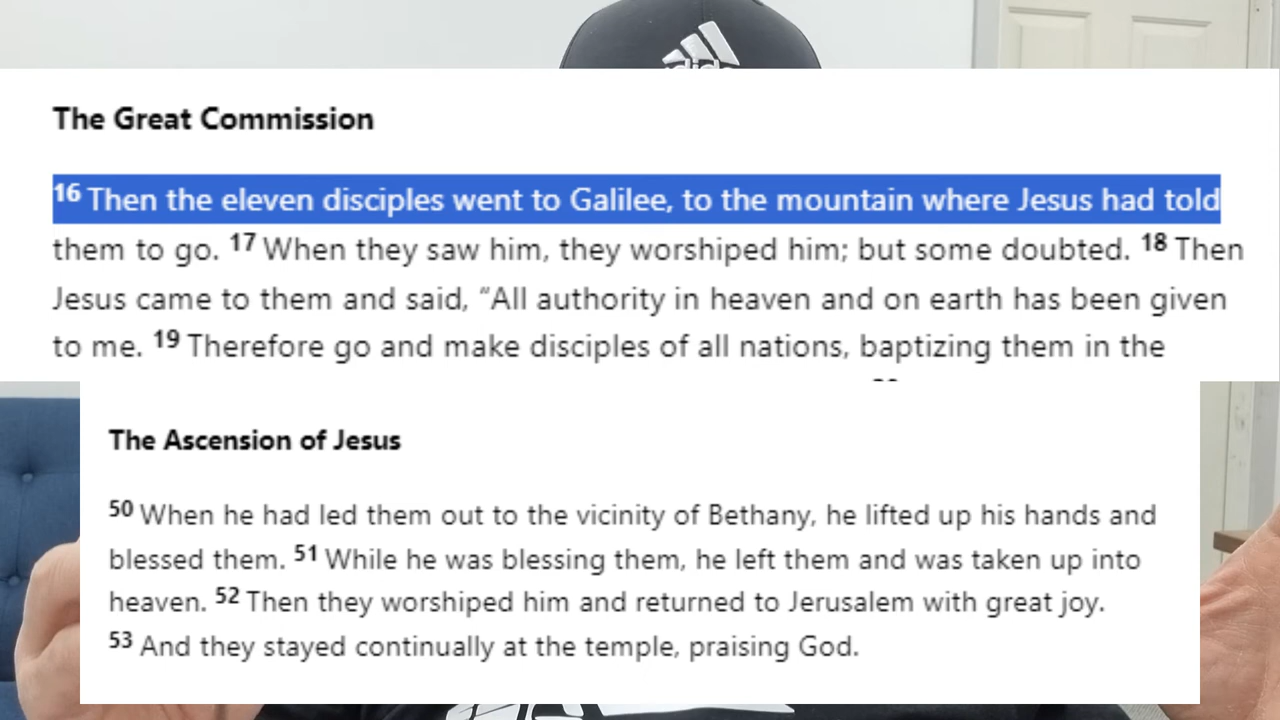 adidas
The Great Commission
16 Then the eleven disciples went to Galilee, to the mountain where Jesus had told
them to go. 17 When they saw him, they worshiped him; but some doubted. 18 Then
Jesus came to them and said, “All authority in heaven and on earth has been given
to me. 19 Therefore go and make disciples of all nations, baptizing them in the
The Ascension of Jesus
50 When he had led them out to the vicinity of Bethany, he lifted up his hands and
blessed them. 51 While he was blessing them, he left them and was taken up into
heaven. 52 Then they worshiped him and returned to Jerusalem with great joy.
53 And they stayed continually at the temple, praising God.